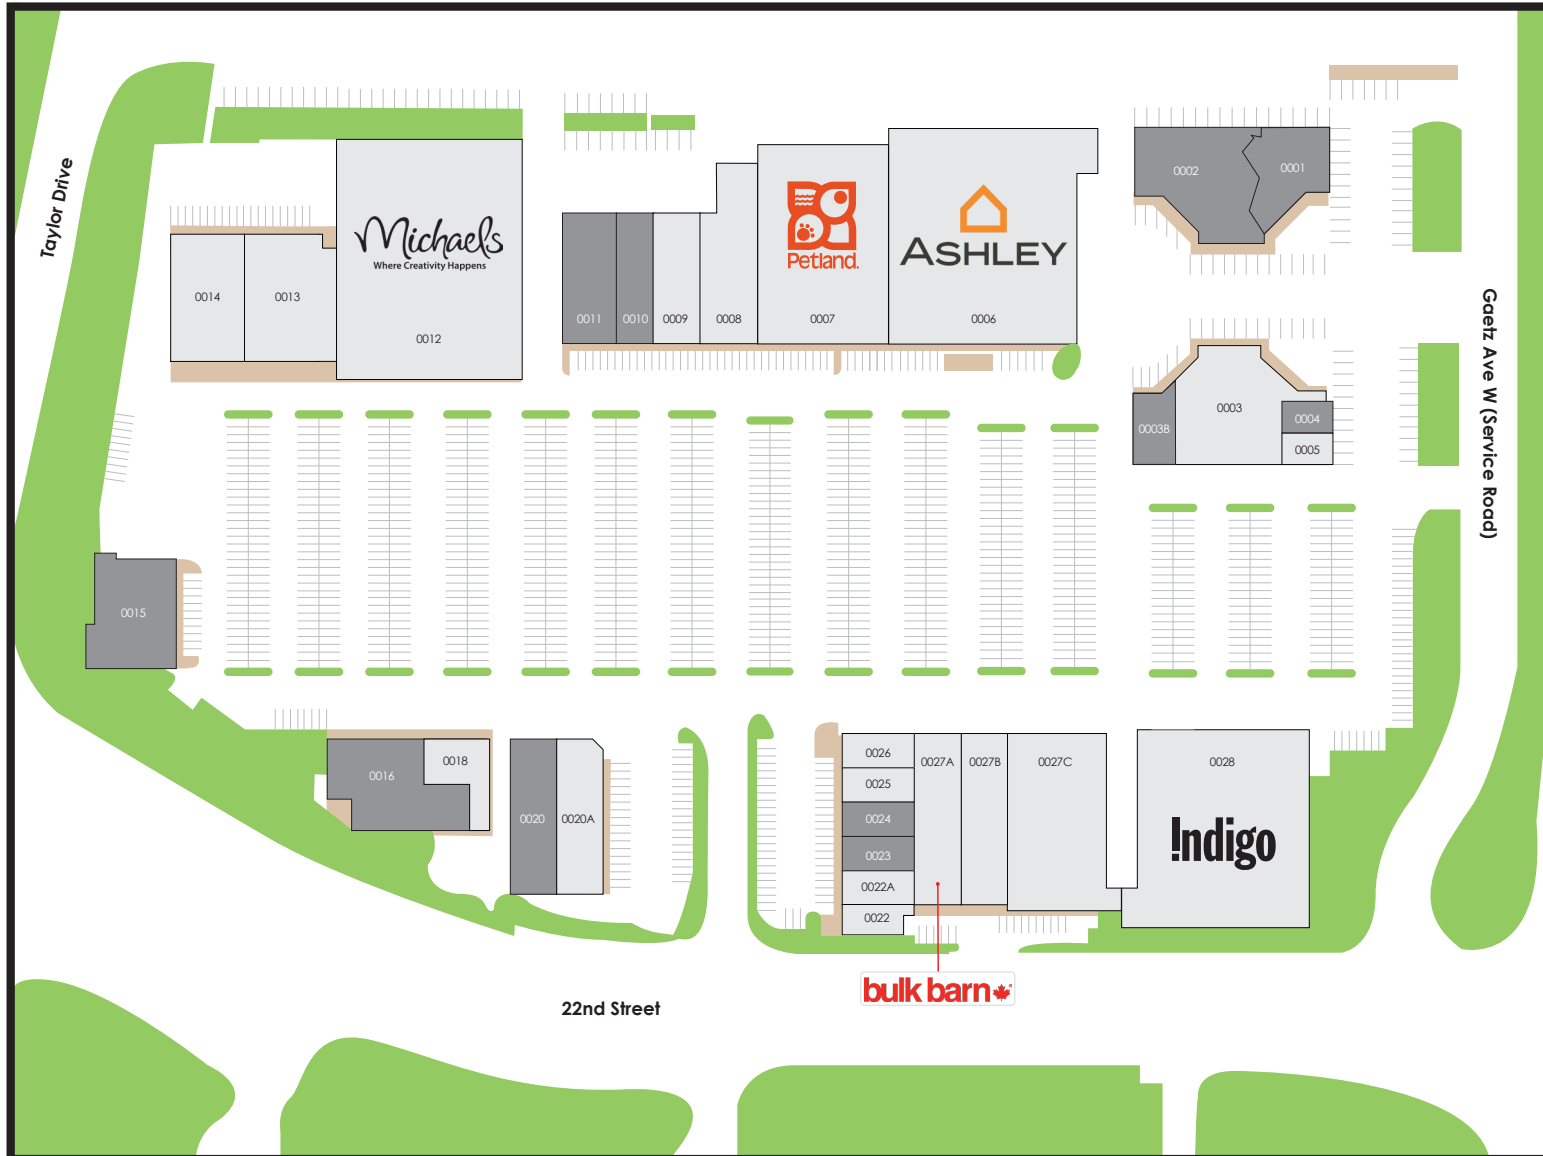 Taylor Drive
0002
0001
Michaels
Where Creativity Happens
Petland.
ASHLEY
0014
0013
0012
0011
0010
0009
0008
0007
0006
Gaetz Ave W (Service Road)
0003B
0003
0004
0005
0015
0016
0018
0020
0020A
0026
0025
0024
0023
0022A
0022
0027A
0027B
0027C
0028
Indigo
bulk barn
22nd Street